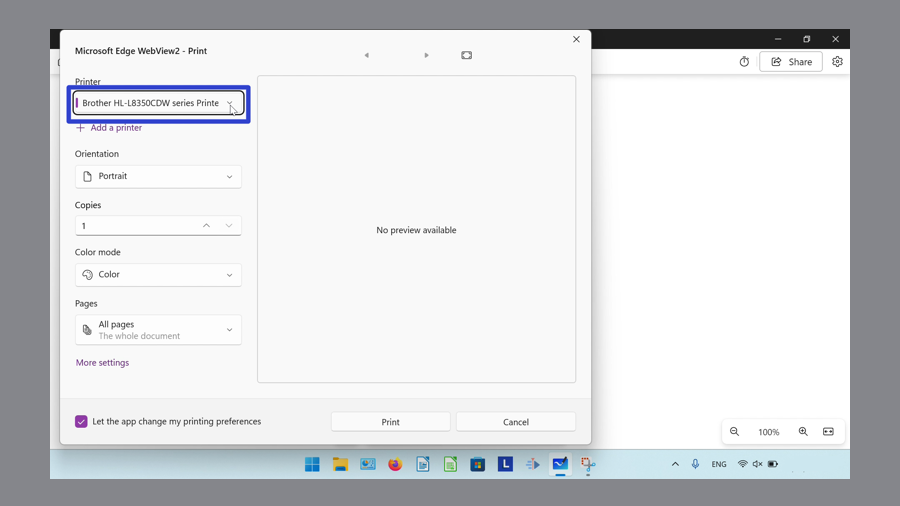 Microsoft Edge WebView2 - Print
Share
Printer
Brother HL-L8350CDW series Printe
Add a printer
Orientation
Portrait
Copies
1
Color mode
Color
Pages
All pages
The whole document
More settings
No preview available
Let the app change my printing preferences
Print
Cancel
100%
L
ENG